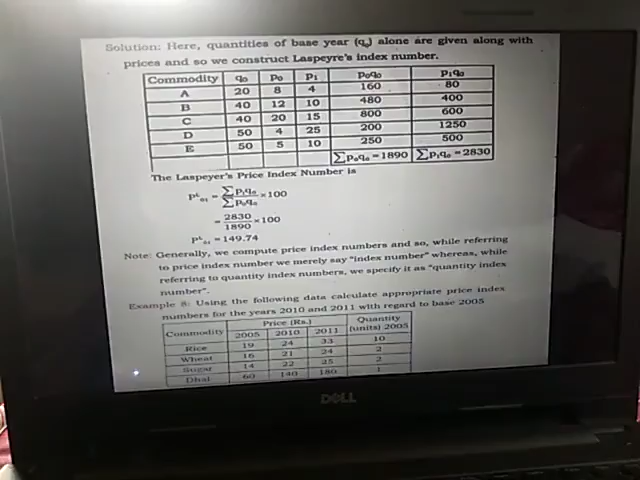 Solution: Here, quantities of base year (q₀) alone are given along with
prices and so we construct Laspeyre's index number.
Commodity q₀ P₀ P₁ P₀q₀ P₁q₀
A 20 8 4 160 80
B 40 12 10 480 400
C 40 20 15 800 600
D 50 4 25 200 1250
E 50 5 10 250 500
∑p₀q₀ = 1890 ∑p₁q₀ = 2830
The Laspeyer's Price Index Number is
Pᴸ₀₁ = ∑p₁q₀ / ∑p₀q₀ × 100
= 2830 / 1890 × 100
Pᴸ₀₁ = 149.74
Note: Generally, we compute price index numbers and so, while referring
to price index number we merely say "index number" whereas, while
referring to quantity index numbers, we specify it as "quantity index
number".
Example 8: Using the following data calculate appropriate price index
numbers for the years 2010 and 2011 with regard to base 2005
Commodity Price (Rs.) Quantity (units) 2005
2005 2010 2011
Rice 19 24 33 10
Wheat 16 21 24 2
Sugar 14 22 25 2
Dhal 60 140 180 1
DELL